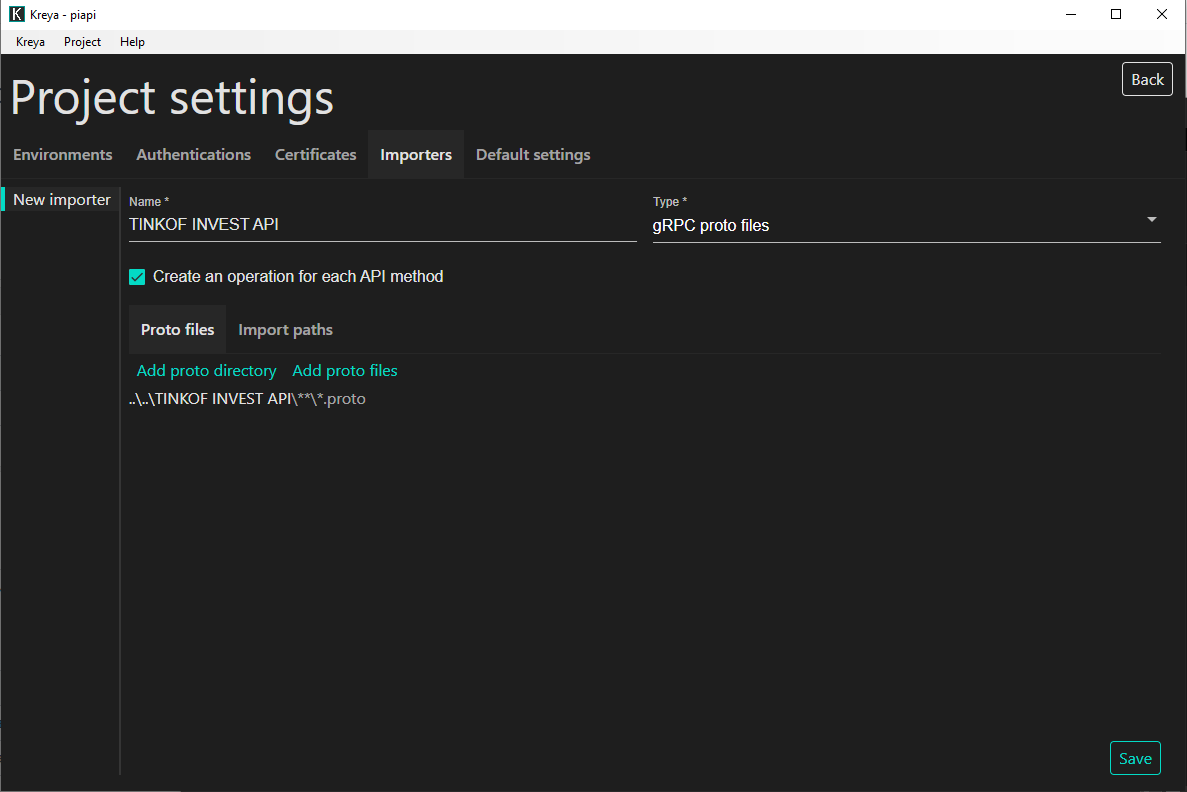 Kreya - piapi
Kreya Project Help
Project settings
Back
Environments Authentications Certificates Importers Default settings
New importer
Name *
TINKOF INVEST API
Type *
gRPC proto files
Create an operation for each API method
Proto files Import paths
Add proto directory Add proto files
..\..\TINKOF INVEST API\**\*.proto
Save